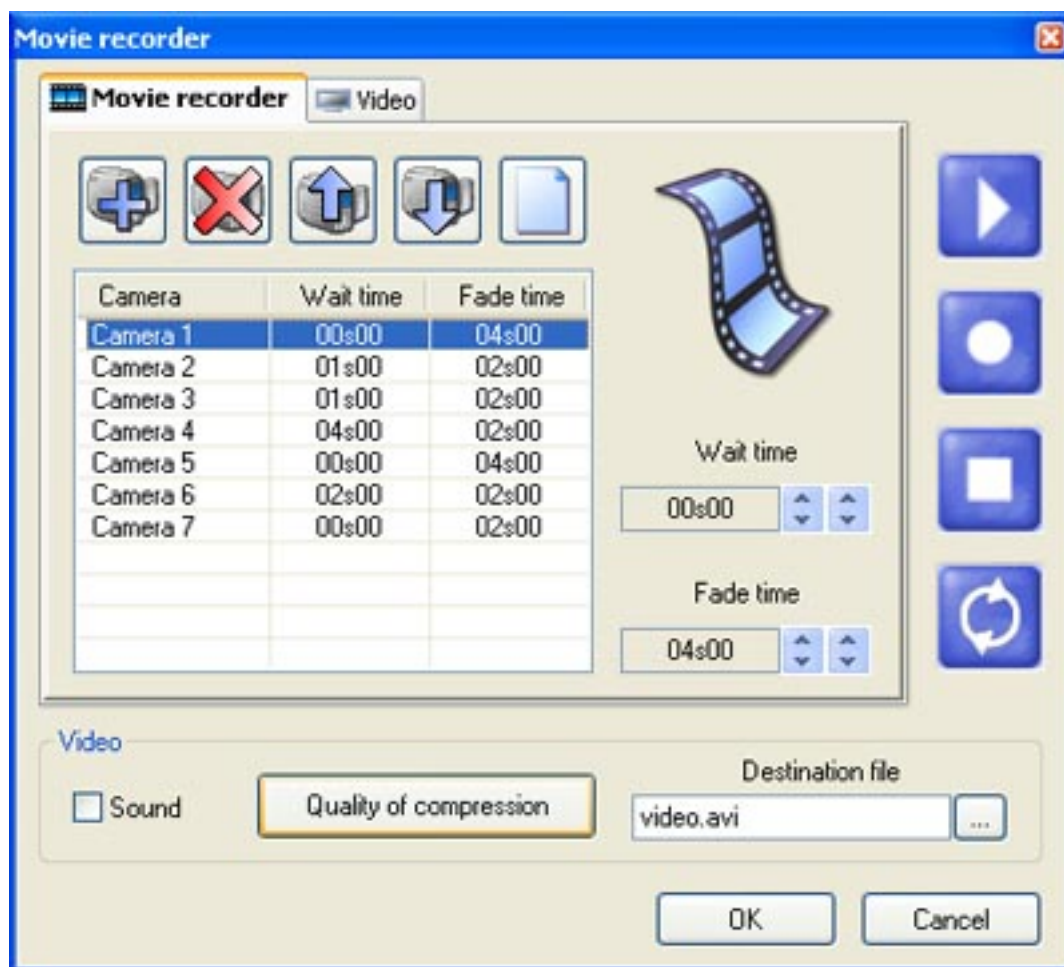 Movie recorder
Movie recorder Video
Camera Wait time Fade time
Camera 1 00s00 04s00
Camera 2 01s00 02s00
Camera 3 01s00 02s00
Camera 4 04s00 02s00
Camera 5 00s00 04s00
Camera 6 02s00 02s00
Camera 7 00s00 02s00
Wait time
00s00
Fade time
04s00
Video
Sound
Quality of compression
Destination file
video.avi ...
OK Cancel